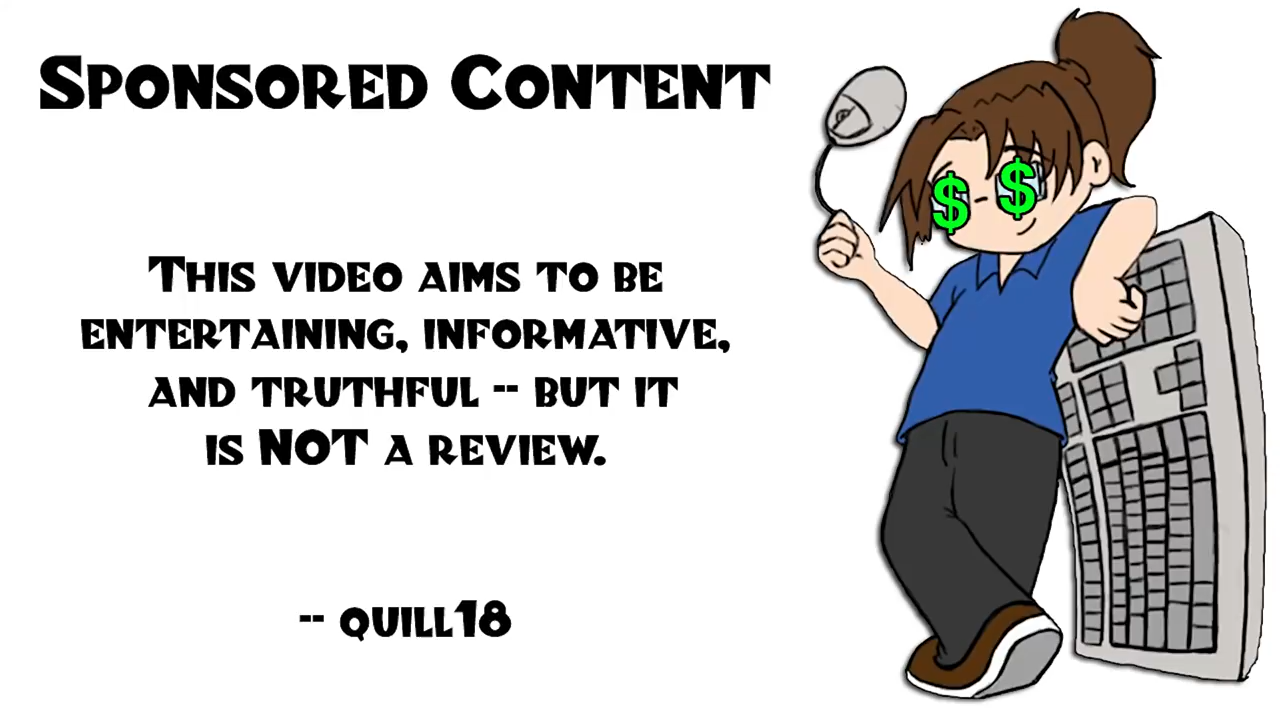 Sponsored Content
This video aims to be
entertaining, informative,
and truthful -- but it
is NOT a review.
-- quill18
$ $